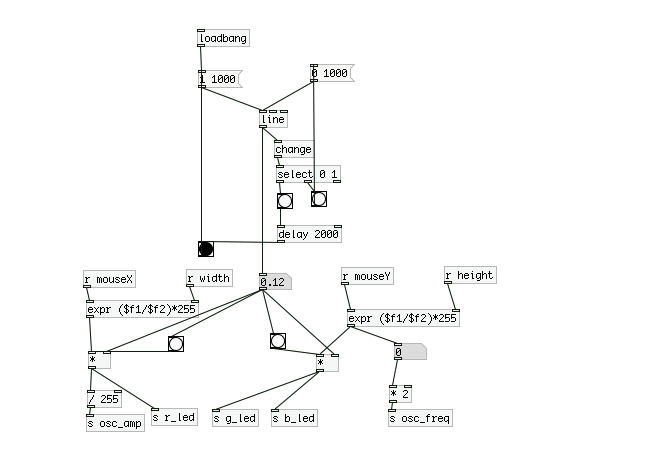 loadbang
1 1000
0 1000
line
change
select 0 1
delay 2000
r mouseX
r width
0.12
r mouseY
r height
expr ($f1/$f2)*255
expr ($f1/$f2)*255
*
*
0
/ 255
* 2
s osc_amp
s r_led
s g_led
s b_led
s osc_freq